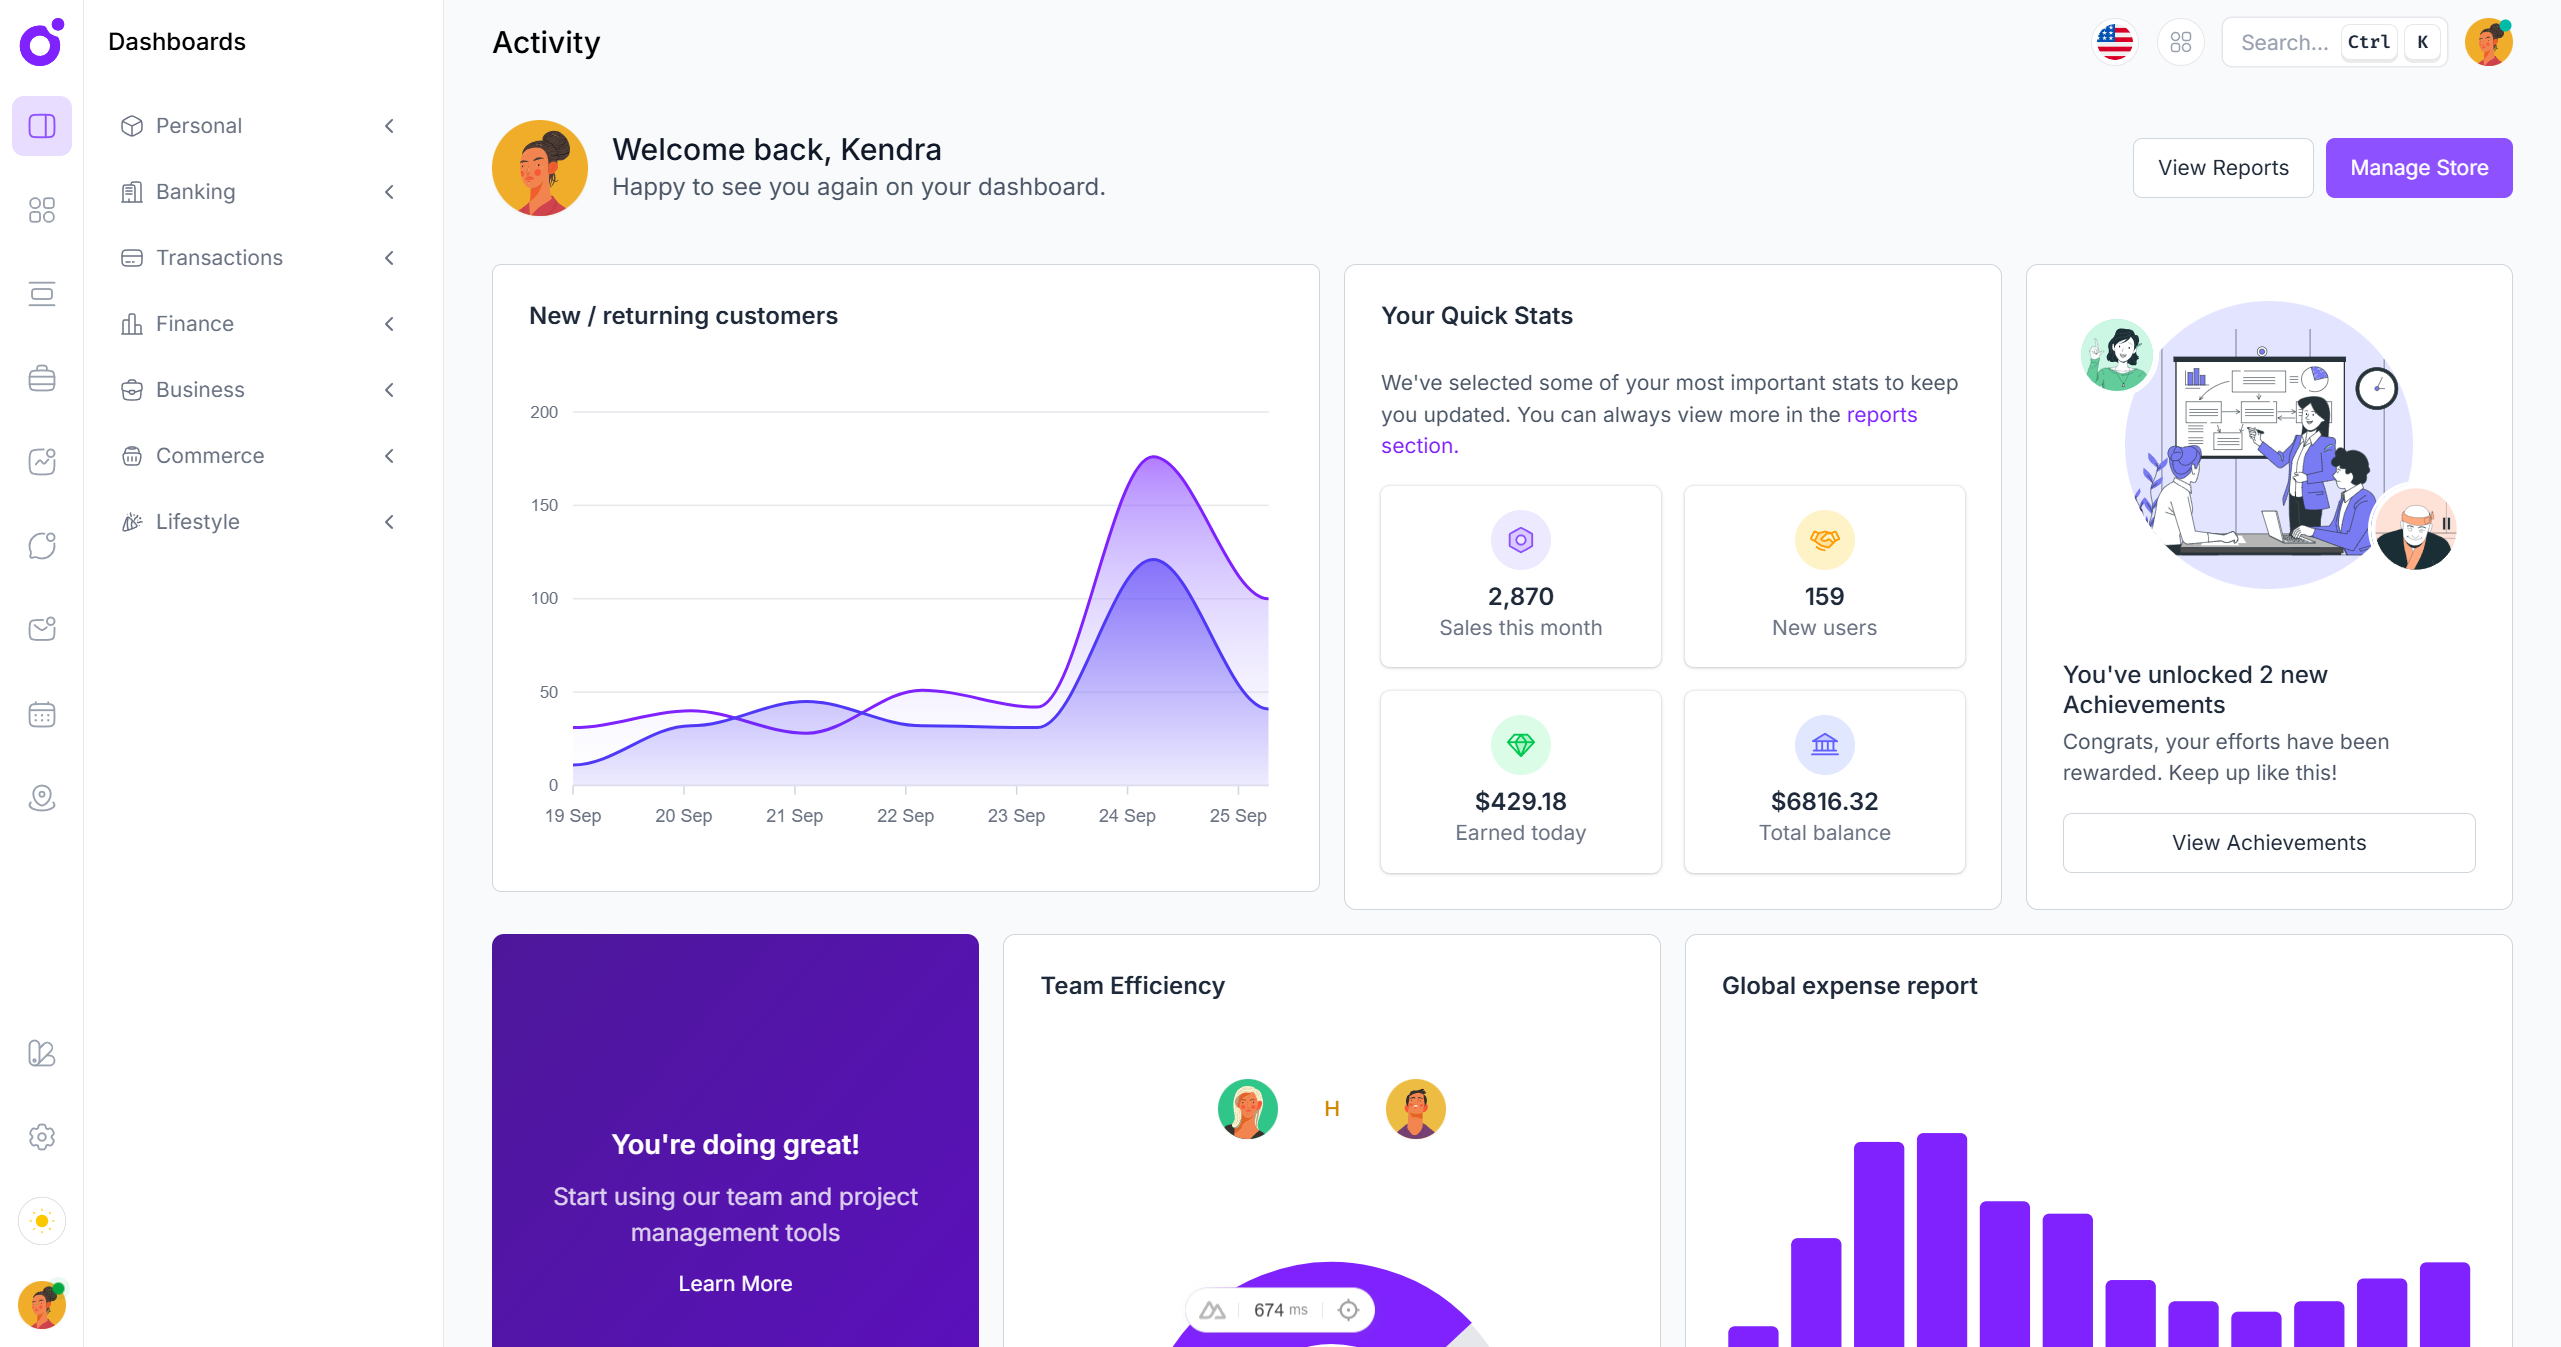 Dashboards
Personal
Banking
Transactions
Finance
Business
Commerce
Lifestyle
Activity
Search...
Ctrl
K
Welcome back, Kendra
Happy to see you again on your dashboard.
View Reports
Manage Store
New / returning customers
200
150
100
50
0
19 Sep
20 Sep
21 Sep
22 Sep
23 Sep
24 Sep
25 Sep
Your Quick Stats
We've selected some of your most important stats to keep
you updated. You can always view more in the reports
section.
2,870
Sales this month
159
New users
$429.18
Earned today
$6816.32
Total balance
You've unlocked 2 new
Achievements
Congrats, your efforts have been
rewarded. Keep up like this!
View Achievements
You're doing great!
Start using our team and project
management tools
Learn More
Team Efficiency
H
674 ms
Global expense report